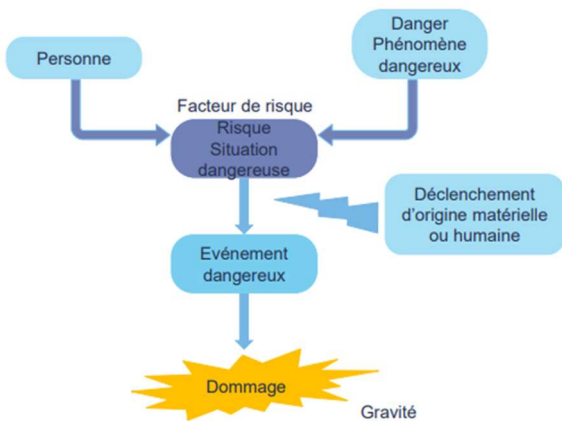 Danger
Phénomène
dangereux
Personne
Facteur de risque
Risque
Situation
dangereuse
Déclenchement
d'origine matérielle
ou humaine
Evénement
dangereux
Dommage
Gravité